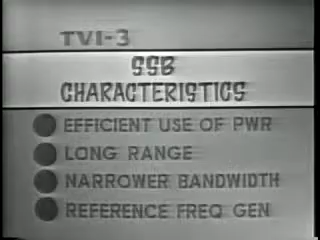 TVI-3
SSB
CHARACTERISTICS
EFFICIENT USE OF PWR
LONG RANGE
NARROWER BANDWIDTH
REFERENCE FREQ GEN